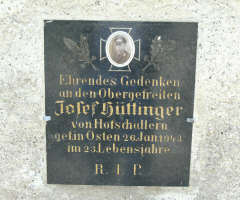 Ehrendes Gedenken
an den Obergefreiten
Josef Hüttinger
von Hofschallern
gef. im Osten 26. Jan. 1943
im 23. Lebensjahre
R. I. P.